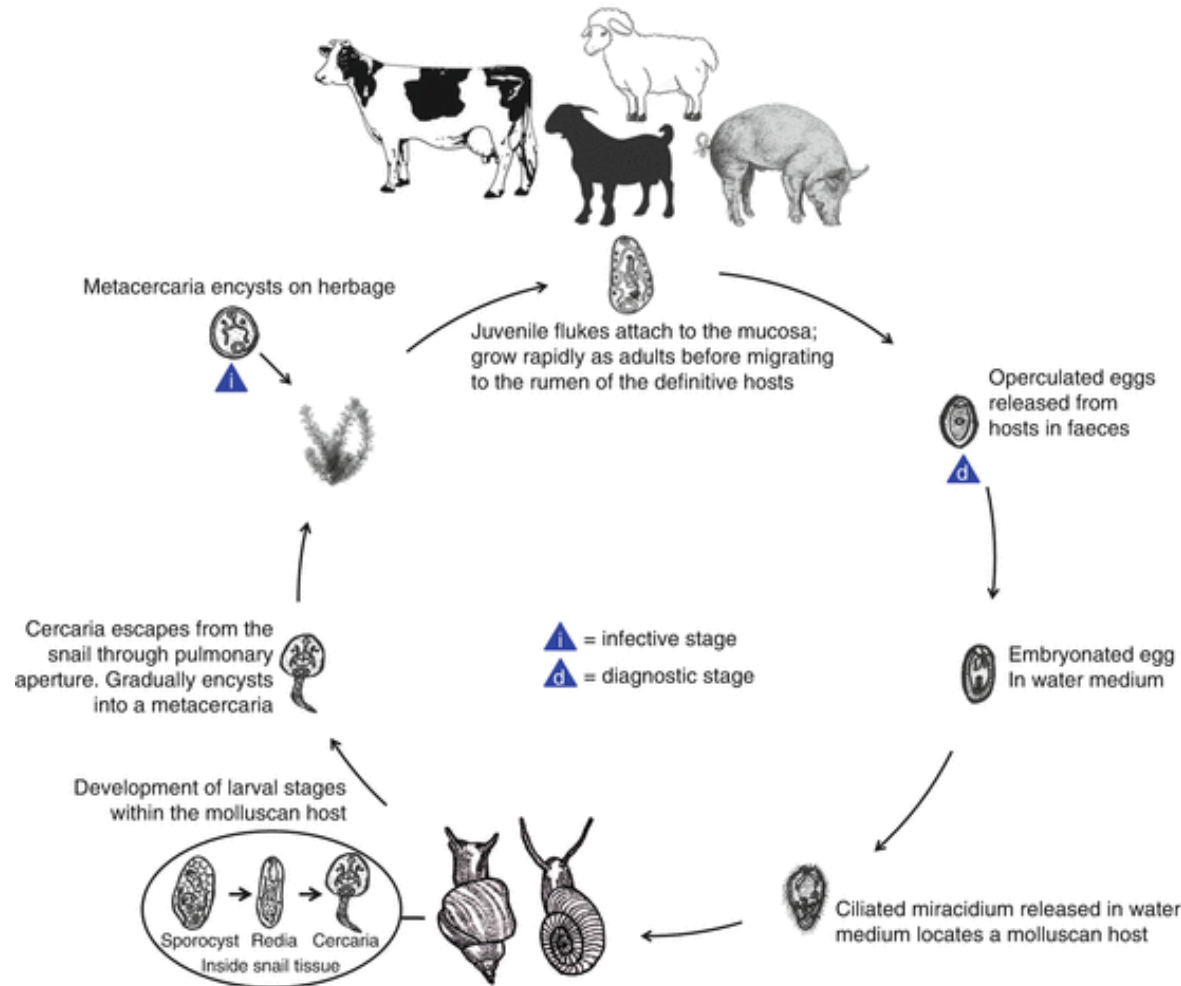 Metacercaria encysts on herbage
i
Juvenile flukes attach to the mucosa;
grow rapidly as adults before migrating
to the rumen of the definitive hosts
Operculated eggs
released from
hosts in faeces
d
Embryonated egg
In water medium
Ciliated miracidium released in water
medium locates a molluscan host
Development of larval stages
within the molluscan host
Sporocyst Redia Cercaria
Inside snail tissue
Cercaria escapes from the
snail through pulmonary
aperture. Gradually encysts
into a metacercaria
i = infective stage
d = diagnostic stage